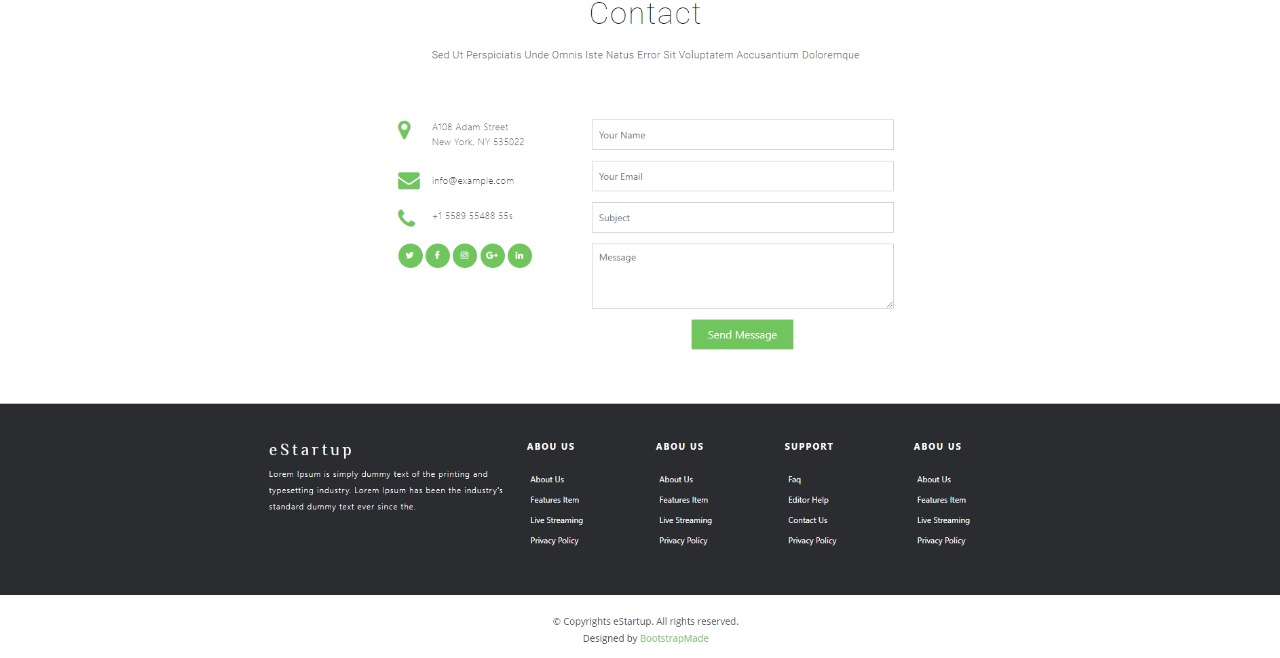 Contact
Sed Ut Perspiciatis Unde Omnis Iste Natus Error Sit Voluptatem Accusantium Doloremque
A108 Adam Street
New York, NY 535022
info@example.com
+1 5589 55488 55s
Your Name
Your Email
Subject
Message
Send Message
eStartup
Lorem Ipsum is simply dummy text of the printing and
typesetting industry. Lorem Ipsum has been the industry's
standard dummy text ever since the.
ABOU US
About Us
Features Item
Live Streaming
Privacy Policy
ABOU US
About Us
Features Item
Live Streaming
Privacy Policy
SUPPORT
Faq
Editor Help
Contact Us
Privacy Policy
ABOU US
About Us
Features Item
Live Streaming
Privacy Policy
© Copyrights eStartup. All rights reserved.
Designed by BootstrapMade